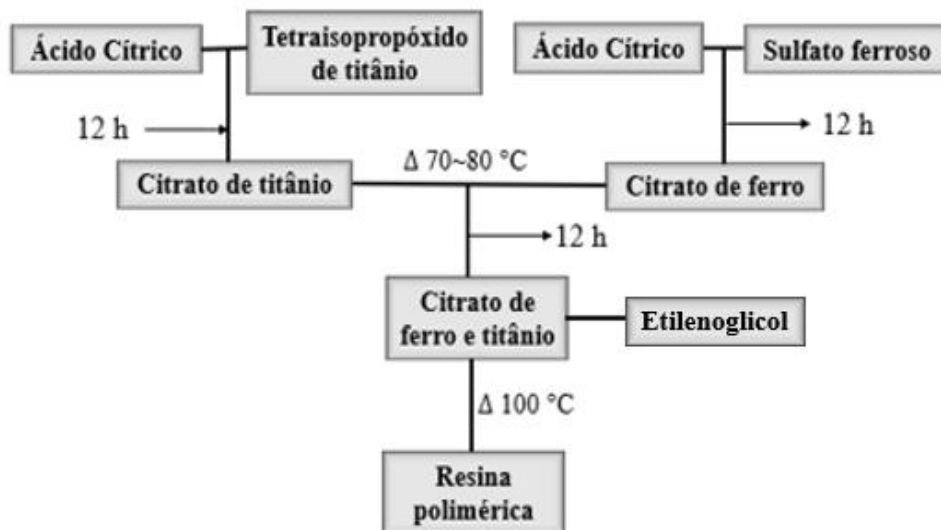 Ácido Cítrico
Tetraisopropóxido
de titânio
Ácido Cítrico
Sulfato ferroso
12 h
12 h
Citrato de titânio
Δ 70~80 °C
Citrato de ferro
12 h
Citrato de
ferro e titânio
Etilenoglicol
Δ 100 °C
Resina
polimérica